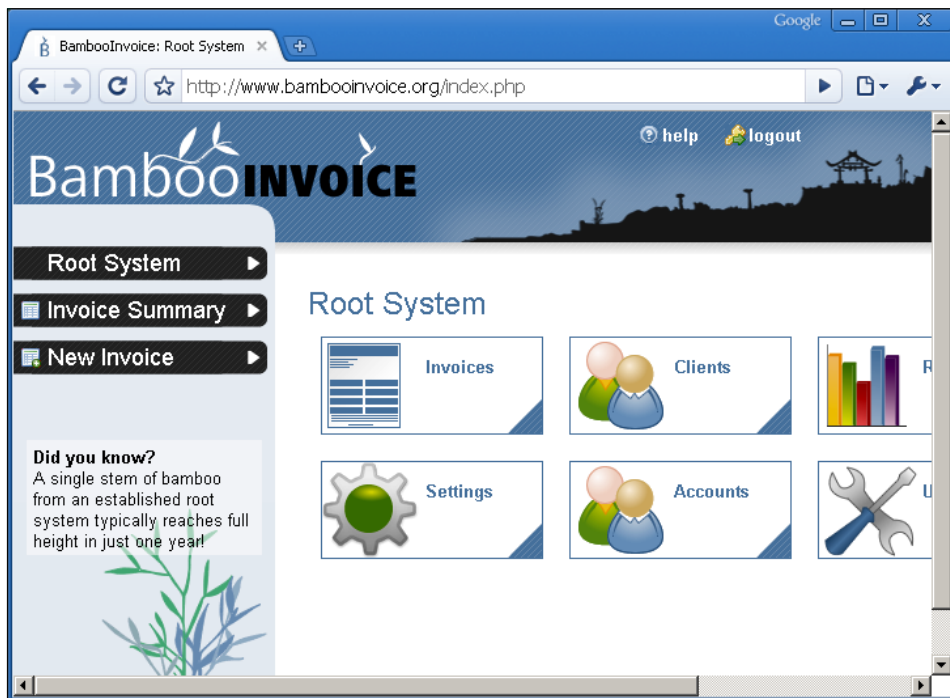 Google
BambooInvoice: Root System
http://www.bambooinvoice.org/index.php
help logout
BambooINVOICE
Root System
Invoice Summary
New Invoice
Did you know?
A single stem of bamboo
from an established root
system typically reaches full
height in just one year!
Root System
Invoices
Clients
R
Settings
Accounts
U